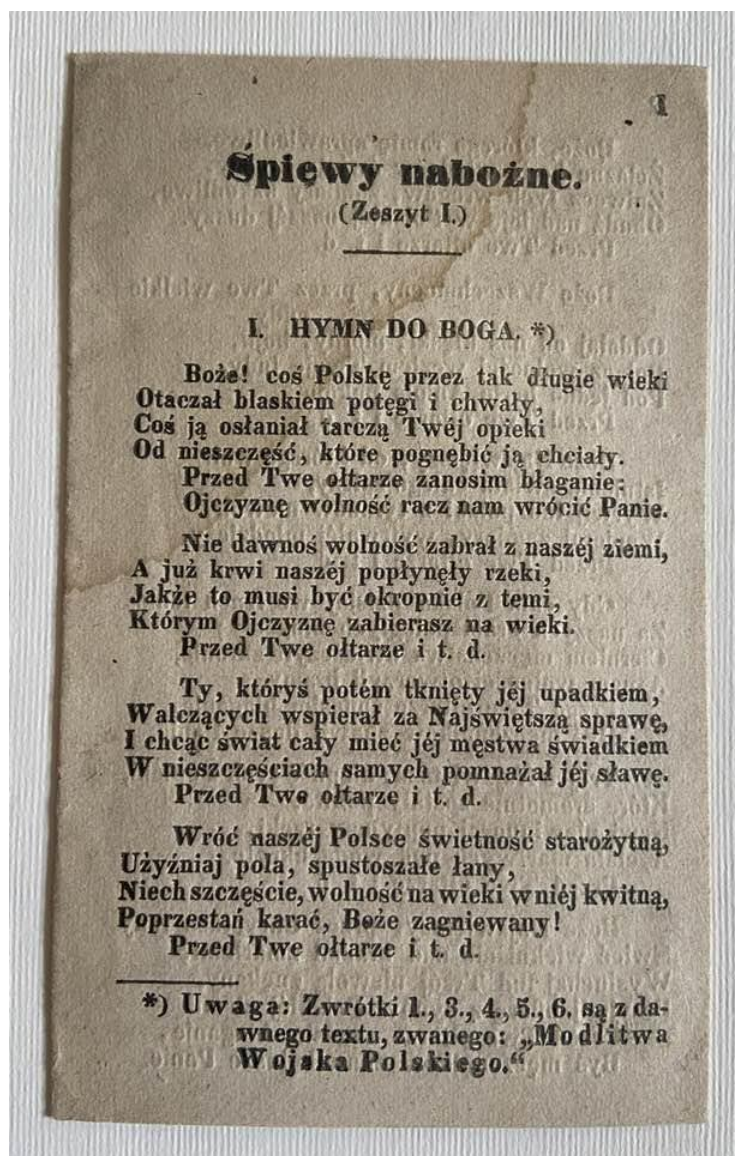 1
Śpiewy nabożne.
(Zeszyt I.)
I. HYMN DO BOGA. *)
Boże! coś Polskę przez tak długie wieki
Otaczał blaskiem potęgi i chwały,
Coś ją osłaniał tarczą Twéj opieki
Od nieszczęść, które pognębić ją chciały.
Przed Twe ołtarze zanosim błaganie:
Ojczyznę wolność racz nam wrócić Panie.
Nie dawnoś wolność zabrał z naszéj ziemi,
A już krwi naszéj popłynęły rzeki,
Jakże to musi być okropnie z temi,
Którym Ojczyznę zabierasz na wieki.
Przed Twe ołtarze i t. d.
Ty, któryś potém tknięty jéj upadkiem,
Walczących wspierał za Najświętszą sprawę,
I chcąc świat cały mieć jéj męstwa świadkiem
W nieszczęściach samych pomnażał jéj sławę.
Przed Twe ołtarze i t. d.
Wróć naszéj Polsce świetność starożytną,
Użyźniaj pola, spustoszałe łany,
Niech szczęście, wolność na wieki w niéj kwitną,
Poprzestań karać, Boże zagniewany!
Przed Twe ołtarze i t. d.
*) Uwaga: Zwrótki 1., 3., 4., 5., 6. są z da-
wnego textu, zwanego: „Modlitwa
Wojska Polskiego.“